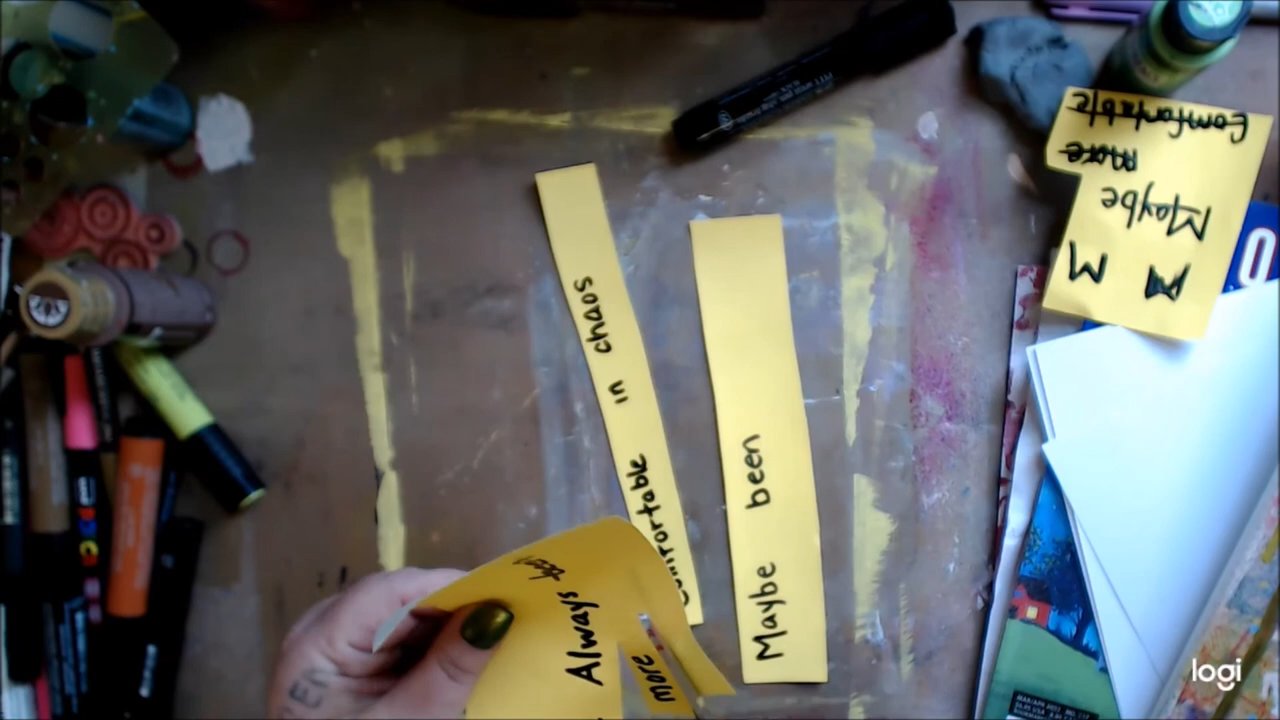 comfortable in chaos
Maybe been
Always
more
Comfortable
more
Maybe
M M
logi